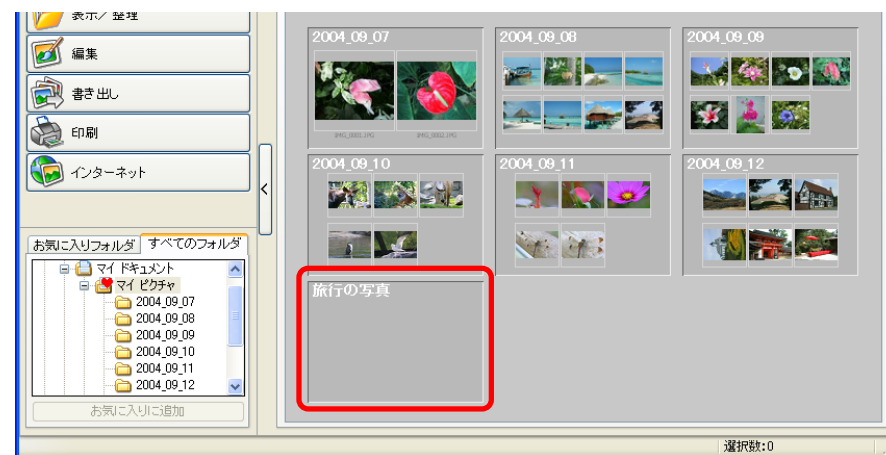 表示／整理
編集
書き出し
印刷
インターネット
お気に入りフォルダ すべてのフォルダ
マイ ドキュメント
マイ ピクチャ
2004_09_07
2004_09_08
2004_09_09
2004_09_10
2004_09_11
2004_09_12
お気に入りに追加
2004_09_07
2004_09_08
2004_09_09
IMG_0001.JPG
IMG_0002.JPG
2004_09_10
2004_09_11
2004_09_12
旅行の写真
選択数:0